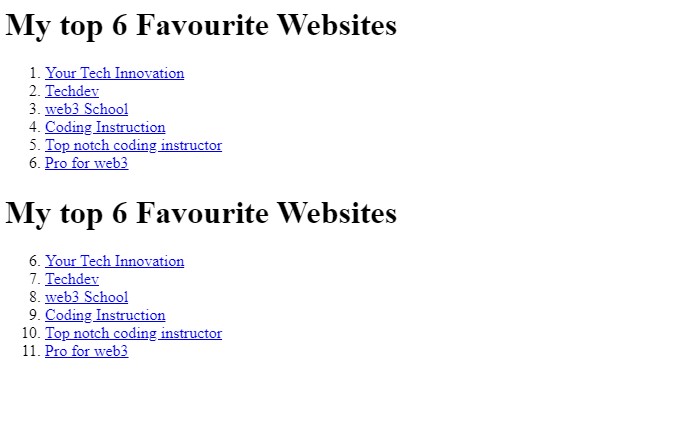 My top 6 Favourite Websites
1. Your Tech Innovation
2. Techdev
3. web3 School
4. Coding Instruction
5. Top notch coding instructor
6. Pro for web3
My top 6 Favourite Websites
6. Your Tech Innovation
7. Techdev
8. web3 School
9. Coding Instruction
10. Top notch coding instructor
11. Pro for web3